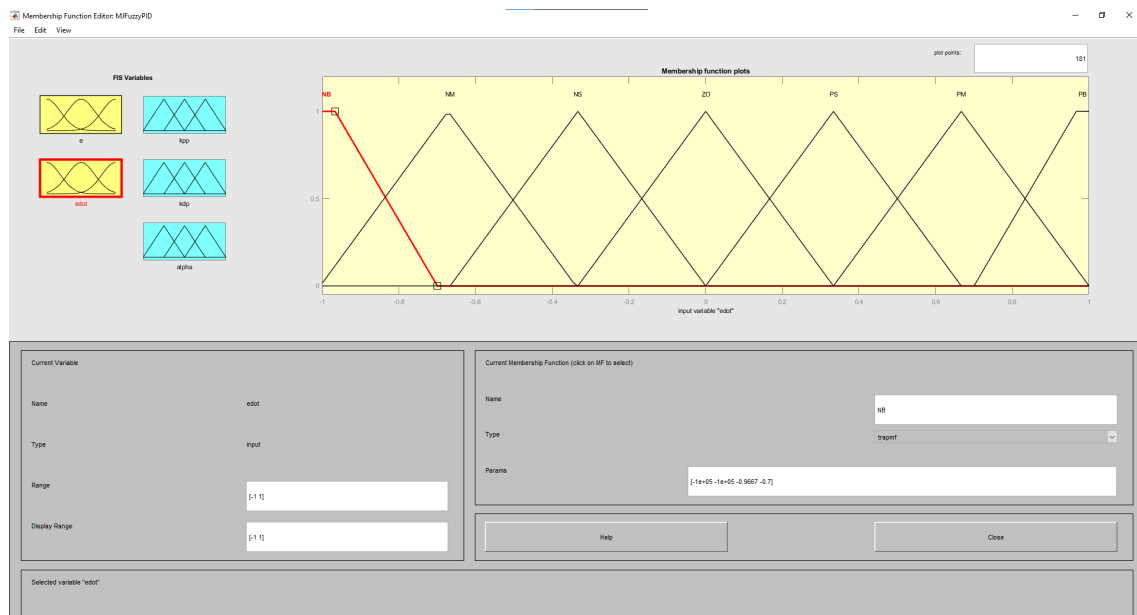 Membership Function Editor: MJFuzzyPID
File Edit View
plot points:
181
FIS Variables
Membership function plots
e
kpp
edot
kdp
alpha
NB NM NS ZO PS PM PB
1
0.5
0
-1 -0.8 -0.6 -0.4 -0.2 0 0.2 0.4 0.6 0.8 1
input variable "edot"
Current Variable
Name edot
Type input
Range [-1 1]
Display Range [-1 1]
Current Membership Function (click on MF to select)
Name NB
Type trapmf
Params [-1e+05 -1e+05 -0.9667 -0.7]
Help Close
Selected variable "edot"